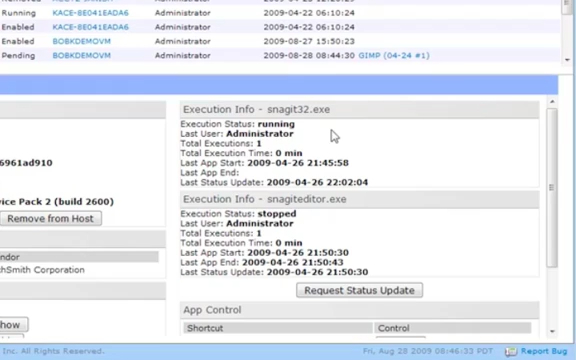 Running KACE-8E041EADA6 Administrator 2009-04-22 06:10:24
Enabled KACE-8E041EADA6 Administrator 2009-04-22 06:10:24
Enabled BOBKDEMOVM Administrator 2009-08-27 15:50:23
Pending BOBKDEMOVM Administrator 2009-08-28 08:44:30 GIMP (04-24 #1)
6961ad910
vice Pack 2 (build 2600)
Remove from Host
ndor
chSmith Corporation
how
Execution Info - snagit32.exe
Execution Status: running
Last User: Administrator
Total Executions: 1
Total Execution Time: 0 min
Last App Start: 2009-04-26 21:45:58
Last App End:
Last Status Update: 2009-04-26 22:02:04
Execution Info - snagiteditor.exe
Execution Status: stopped
Last User: Administrator
Total Executions: 1
Total Execution Time: 0 min
Last App Start: 2009-04-26 21:50:30
Last App End: 2009-04-26 21:50:43
Last Status Update: 2009-04-26 21:50:30
Request Status Update
App Control
Shortcut Control
Inc. All Rights Reserved. Fri, Aug 28 2009 08:46:33 PDT Report Bug